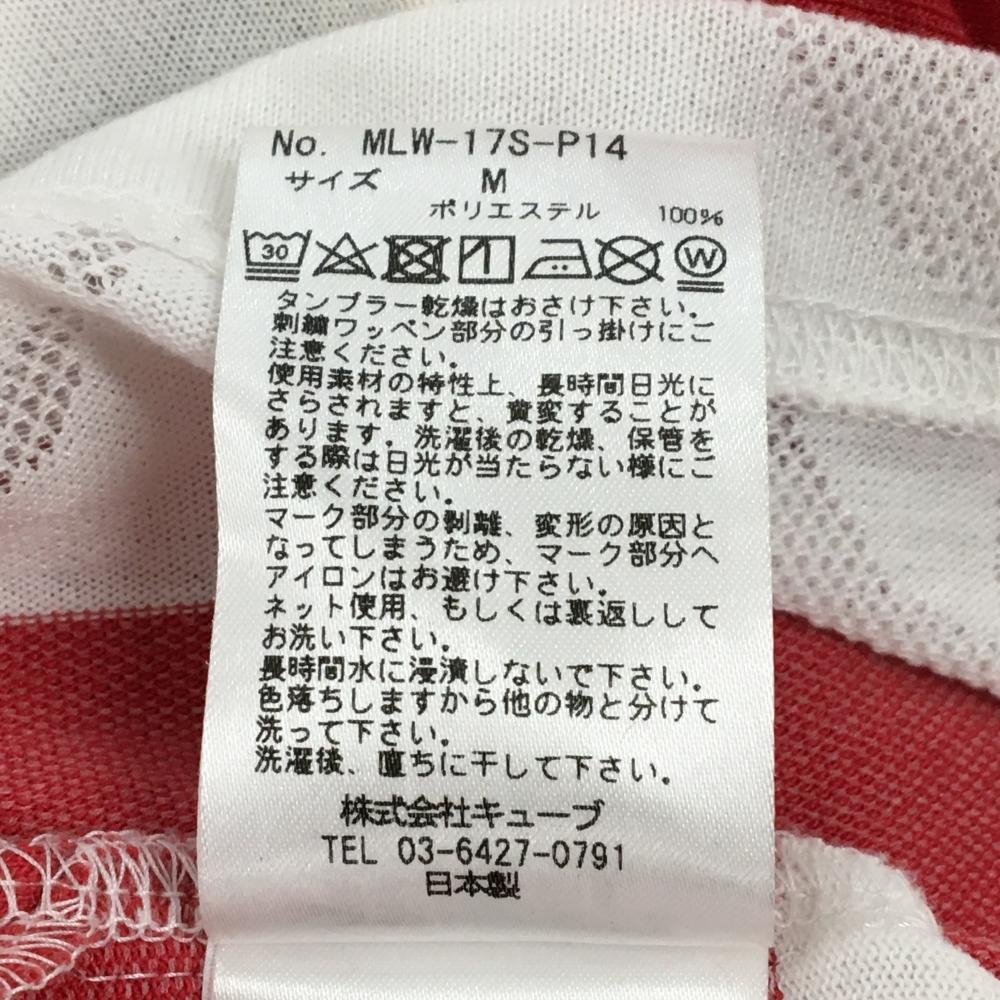 No. MLW-17S-P14
サイズ M
ポリエステル 100%
30 W
タンブラー乾燥はおさけ下さい。
刺繍ワッペン部分の引っ掛けにご
注意ください。
使用素材の特性上、長時間日光に
さらされますと、黄変することが
あります。洗濯後の乾燥、保管を
する際は日光が当たらない様にご
注意ください。
マーク部分の剥離、変形の原因と
なってしまうため、マーク部分へ
アイロンはお避け下さい。
ネット使用、もしくは裏返しして
お洗い下さい。
長時間水に浸漬しないで下さい。
色落ちしますから他の物と分けて
洗って下さい。
洗濯後、直ちに干して下さい。
株式会社キューブ
TEL 03-6427-0791
日本製